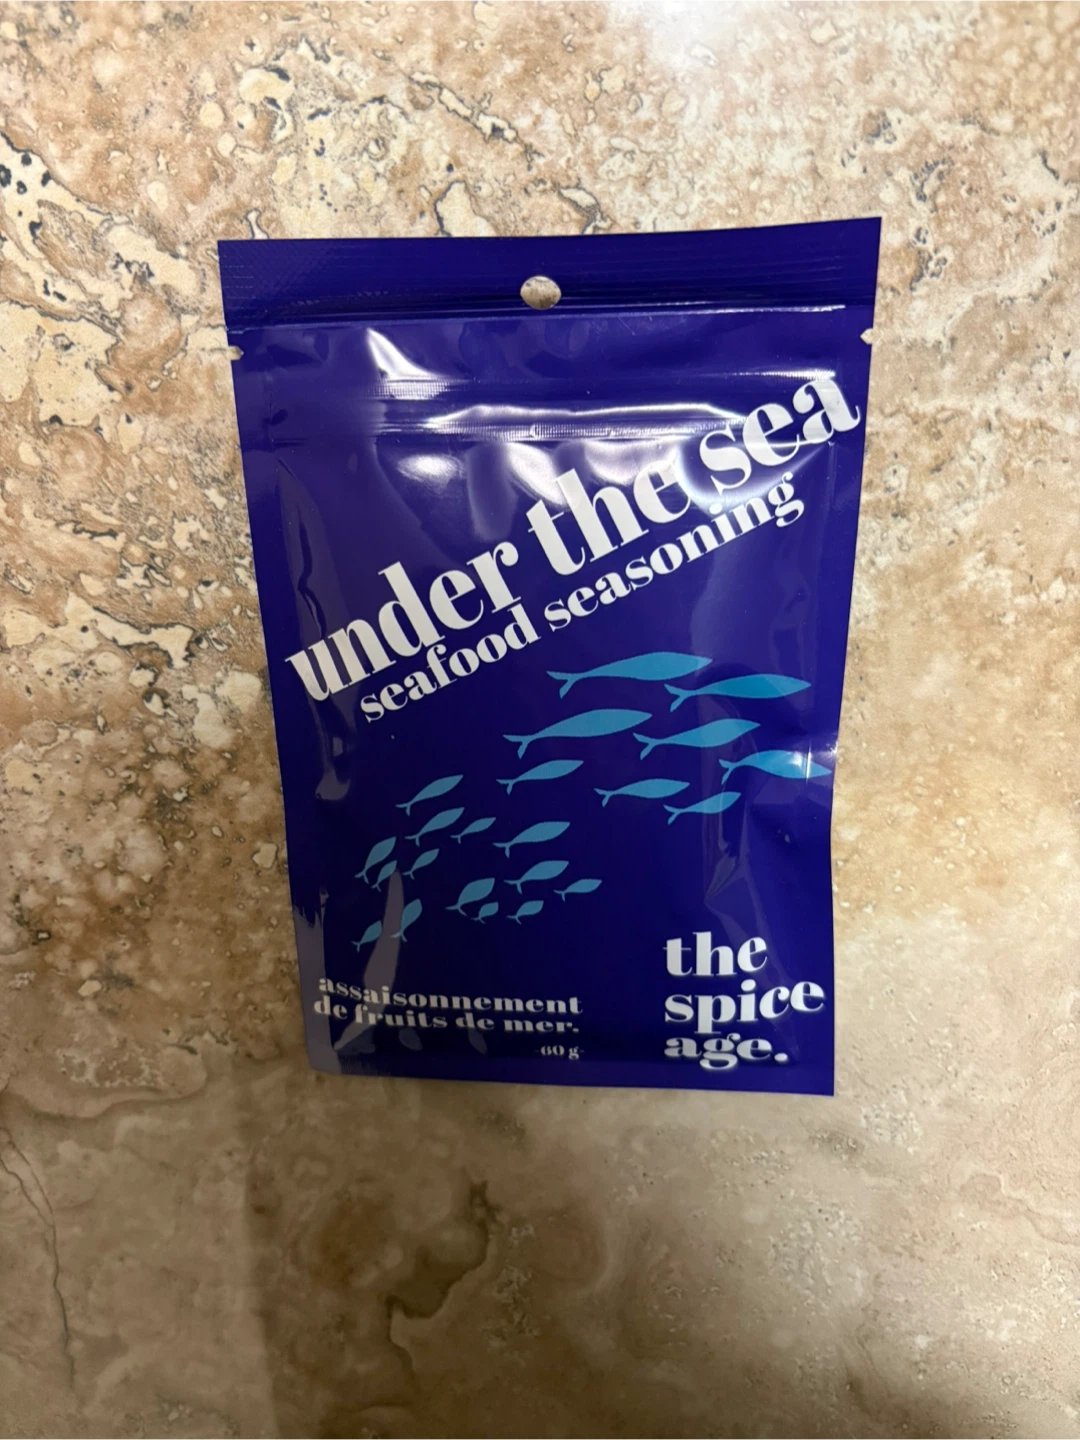 under the sea
seafood seasoning
assaisonnement
de fruits de mer.
-60 g-
the
spice
age.